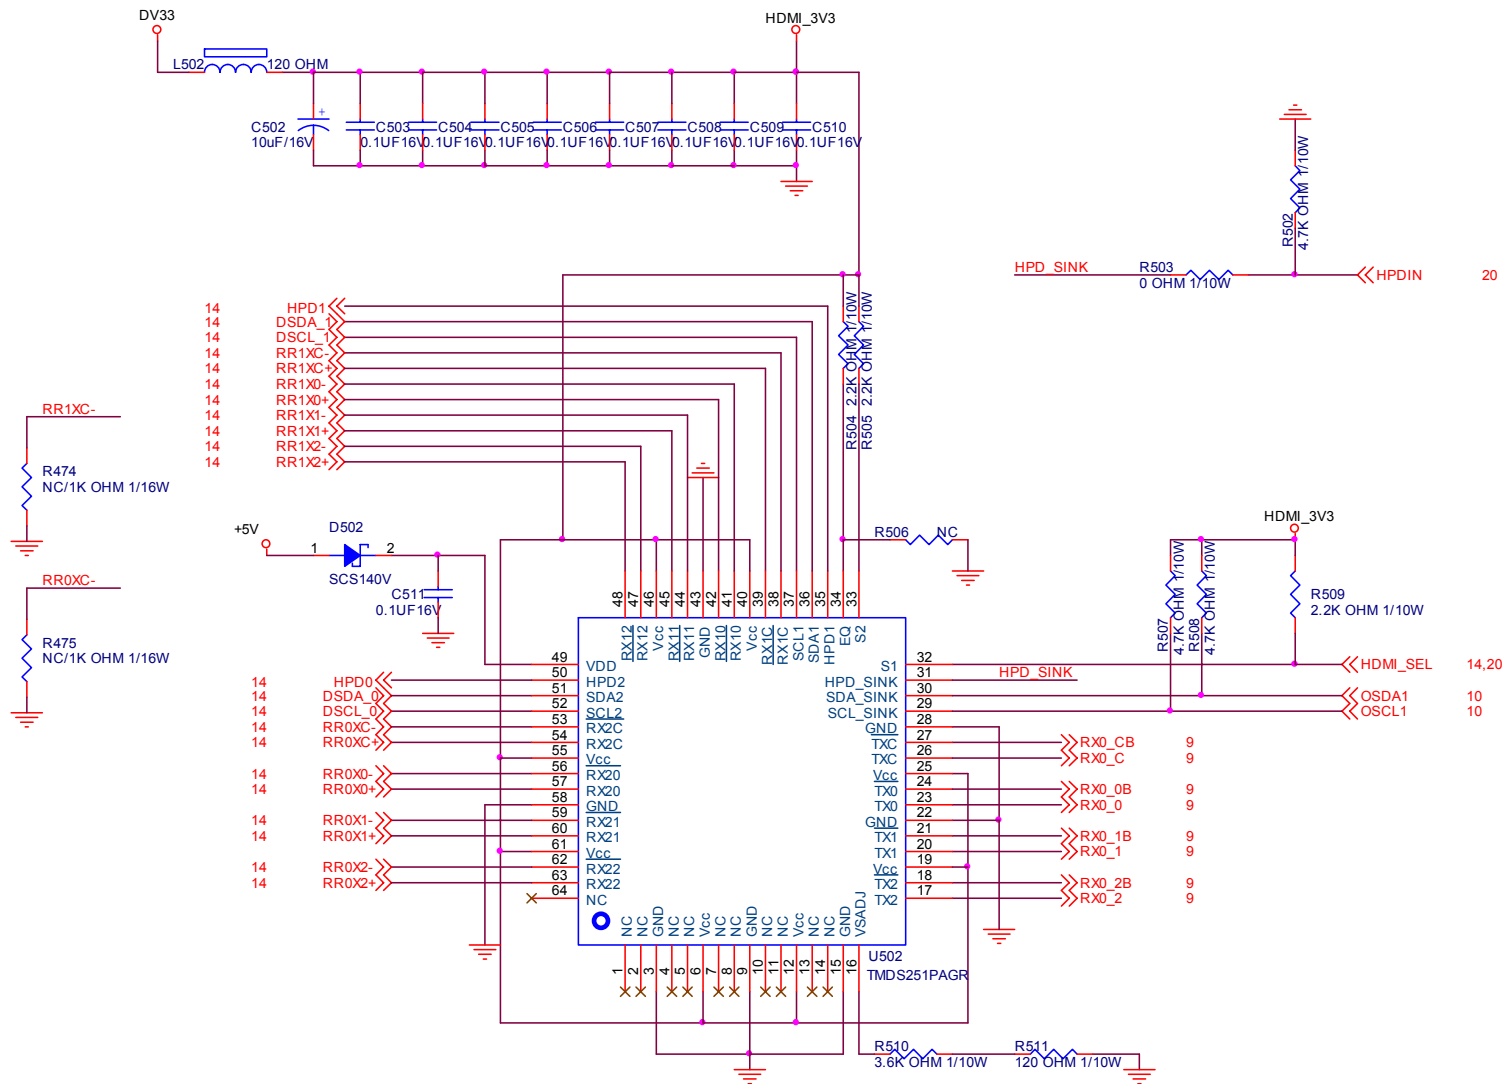 DV33
HDMI_3V3
L502
120 OHM
C502
10uF/16V
C503
0.1UF16V
C504
0.1UF16V
C505
0.1UF16V
C506
0.1UF16V
C507
0.1UF16V
C508
0.1UF16V
C509
0.1UF16V
C510
0.1UF16V
R502
4.7K OHM 1/10W
HPD_SINK
R503
0 OHM 1/10W
HPDIN 20
14 HPD1
14 DSDA_1
14 DSCL_1
14 RR1XC-
14 RR1XC+
14 RR1X0-
14 RR1X0+
14 RR1X1-
14 RR1X1+
14 RR1X2-
14 RR1X2+
R504 2.2K OHM 1/10W
R505 2.2K OHM 1/10W
RR1XC-
R474
NC/1K OHM 1/16W
RR0XC-
R475
NC/1K OHM 1/16W
+5V
D502
1 2
SCS140V
C511
0.1UF16V
R506 NC
HDMI_3V3
R507
4.7K OHM 1/10W
R508
4.7K OHM 1/10W
R509
2.2K OHM 1/10W
48 47 46 45 44 43 42 41 40 39 38 37 36 35 34 33
RX12 RX12 Vcc RX11 RX11 GND RX10 RX10 Vcc RX1C RX1C SCL1 SDA1 HPD1 EQ S2
49 VDD
14 HPD0 50 HPD2
14 DSDA_0 51 SDA2
14 DSCL_0 52 SCL2
14 RR0XC- 53 RX2C
14 RR0XC+ 54 RX2C
55 Vcc
14 RR0X0- 56 RX20
14 RR0X0+ 57 RX20
58 GND
14 RR0X1- 59 RX21
14 RR0X1+ 60 RX21
61 Vcc
14 RR0X2- 62 RX22
14 RR0X2+ 63 RX22
64 NC
S1 32 HDMI_SEL 14,20
HPD_SINK 31 HPD_SINK
SDA_SINK 30 OSDA1 10
SCL_SINK 29 OSCL1 10
GND 28
TXC 27 RX0_CB 9
TXC 26 RX0_C 9
Vcc 25
TX0 24 RX0_0B 9
TX0 23 RX0_0 9
GND 22
TX1 21 RX0_1B 9
TX1 20 RX0_1 9
Vcc 19
TX2 18 RX0_2B 9
TX2 17 RX0_2 9
NC NC GND NC NC Vcc NC NC GND NC NC Vcc NC NC GND VSADJ
1 2 3 4 5 6 7 8 9 10 11 12 13 14 15 16
U502
TMDS251PAGR
R510
3.6K OHM 1/10W
R511
120 OHM 1/10W